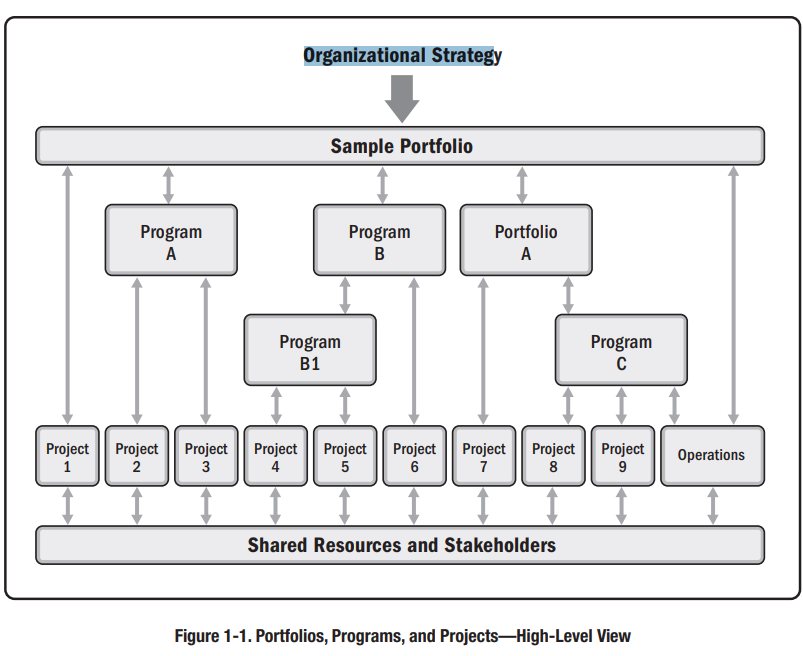 Organizational Strategy
Sample Portfolio
Program
A
Program
B
Portfolio
A
Program
B1
Program
C
Project
1
Project
2
Project
3
Project
4
Project
5
Project
6
Project
7
Project
8
Project
9
Operations
Shared Resources and Stakeholders
Figure 1-1. Portfolios, Programs, and Projects—High-Level View